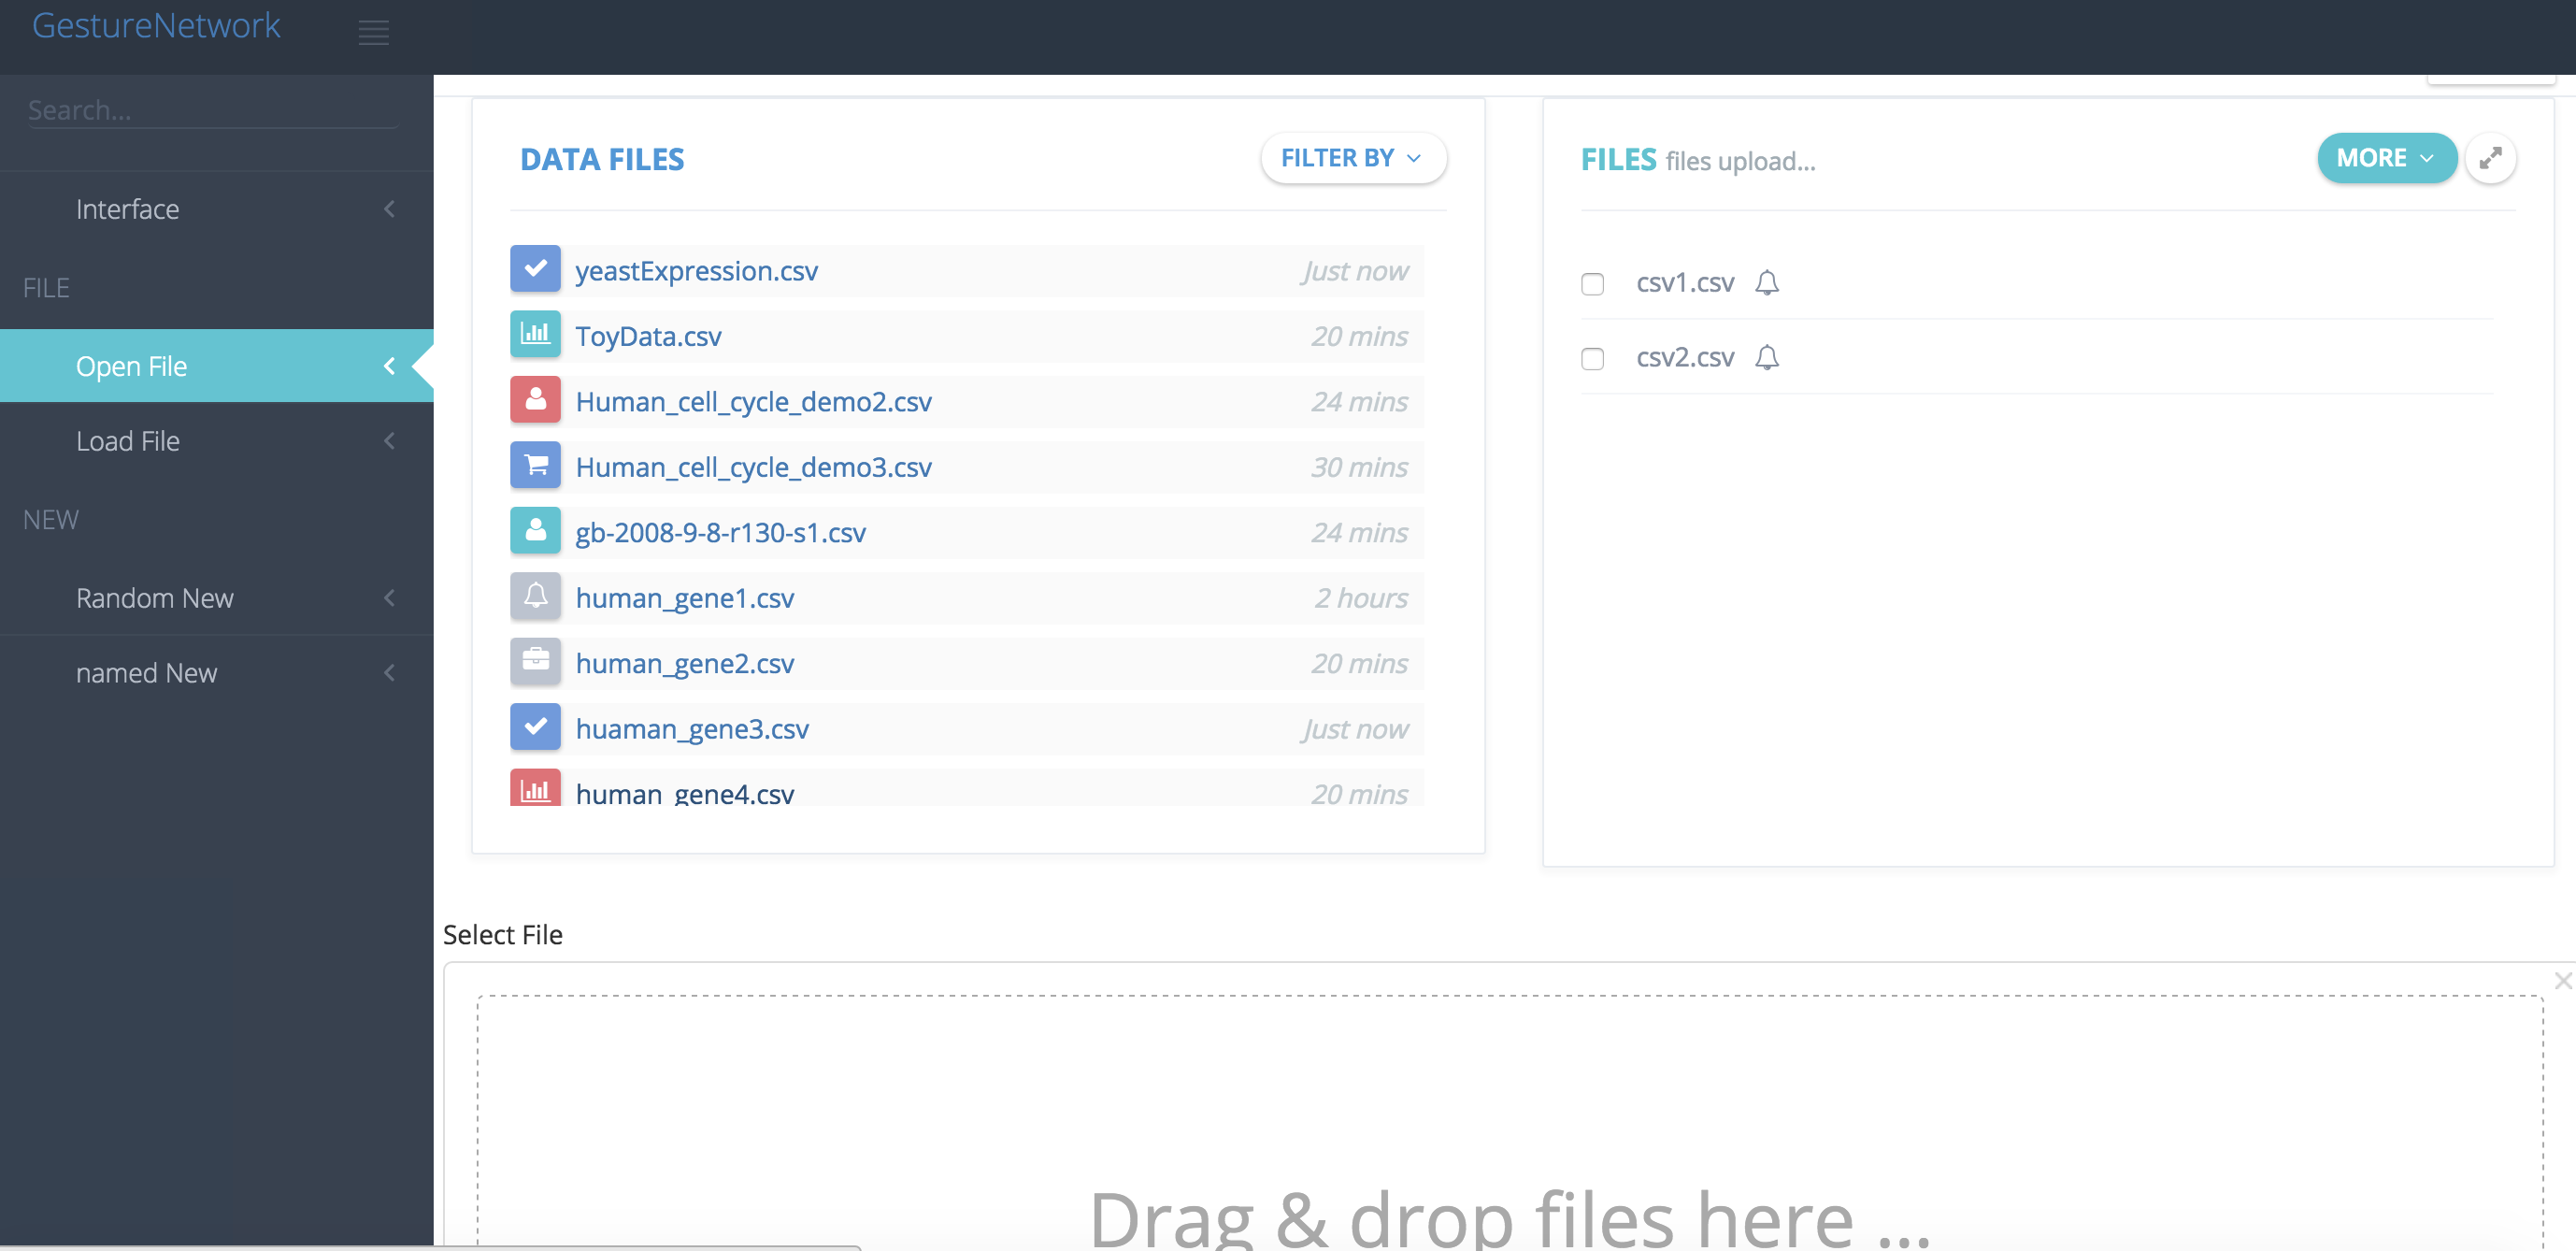 GestureNetwork
Search...
Interface
FILE
Open File
Load File
NEW
Random New
named New
DATA FILES
FILTER BY
yeastExpression.csv Just now
ToyData.csv 20 mins
Human_cell_cycle_demo2.csv 24 mins
Human_cell_cycle_demo3.csv 30 mins
gb-2008-9-8-r130-s1.csv 24 mins
human_gene1.csv 2 hours
human_gene2.csv 20 mins
huaman_gene3.csv Just now
human_gene4.csv 20 mins
FILES files upload...
MORE
csv1.csv
csv2.csv
Select File
Drag & drop files here ...